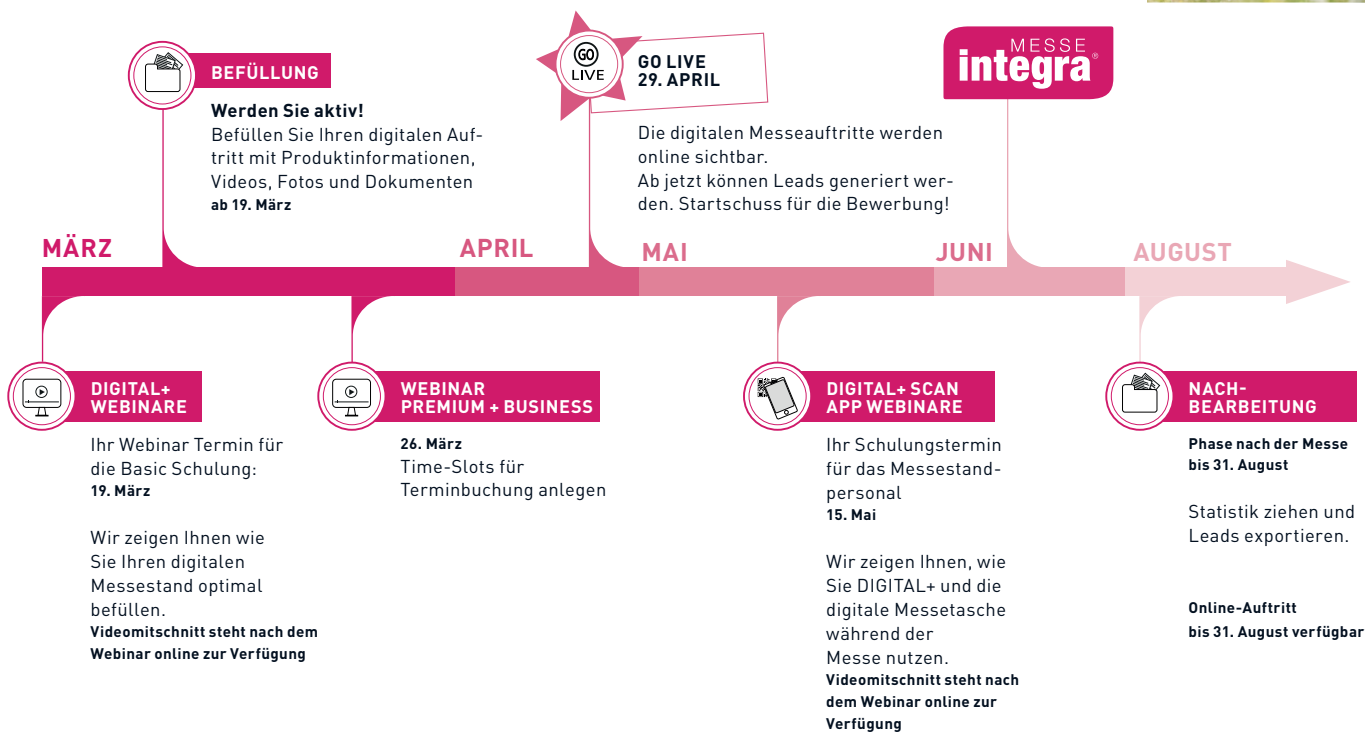 BEFÜLLUNG
Werden Sie aktiv!
Befüllen Sie Ihren digitalen Auf-
tritt mit Produktinformationen,
Videos, Fotos und Dokumenten
ab 19. März
GO
LIVE
GO LIVE
29. APRIL
Die digitalen Messeauftritte werden
online sichtbar.
Ab jetzt können Leads generiert wer-
den. Startschuss für die Bewerbung!
MESSE
integra®
MÄRZ
APRIL
MAI
JUNI
AUGUST
DIGITAL+
WEBINARE
Ihr Webinar Termin für
die Basic Schulung:
19. März
Wir zeigen Ihnen wie
Sie Ihren digitalen
Messestand optimal
befüllen.
Videomitschnitt steht nach dem
Webinar online zur Verfügung
WEBINAR
PREMIUM + BUSINESS
26. März
Time-Slots für
Terminbuchung anlegen
DIGITAL+ SCAN
APP WEBINARE
Ihr Schulungstermin
für das Messestand-
personal
15. Mai
Wir zeigen Ihnen, wie
Sie DIGITAL+ und die
digitale Messetasche
während der
Messe nutzen.
Videomitschnitt steht nach
dem Webinar online zur
Verfügung
NACH-
BEARBEITUNG
Phase nach der Messe
bis 31. August
Statistik ziehen und
Leads exportieren.
Online-Auftritt
bis 31. August verfügbar